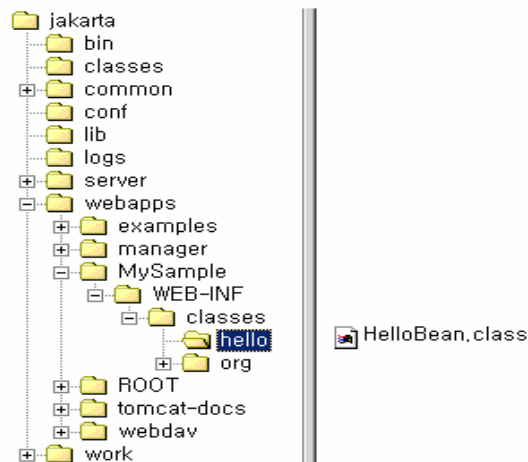 jakarta
bin
classes
common
conf
lib
logs
server
webapps
examples
manager
MySample
WEB-INF
classes
hello
HelloBean.class
org
ROOT
tomcat-docs
webdav
work